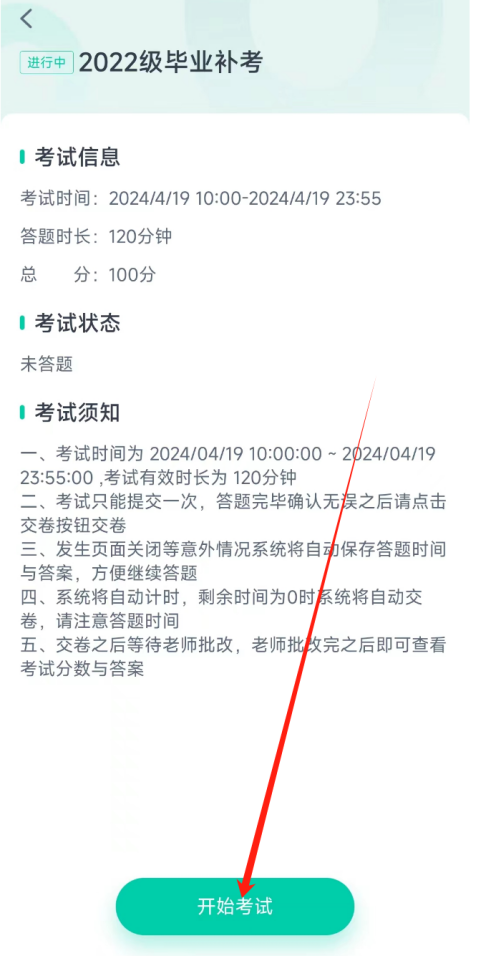 进行中 2022级毕业补考
考试信息
考试时间：2024/4/19 10:00-2024/4/19 23:55
答题时长：120分钟
总 分：100分
考试状态
未答题
考试须知
一、考试时间为 2024/04/19 10:00:00 ~ 2024/04/19
23:55:00 ,考试有效时长为 120分钟
二、考试只能提交一次，答题完毕确认无误之后请点击
交卷按钮交卷
三、发生页面关闭等意外情况系统将自动保存答题时间
与答案，方便继续答题
四、系统将自动计时，剩余时间为0时系统将自动交
卷，请注意答题时间
五、交卷之后等待老师批改，老师批改完之后即可查看
考试分数与答案
开始考试